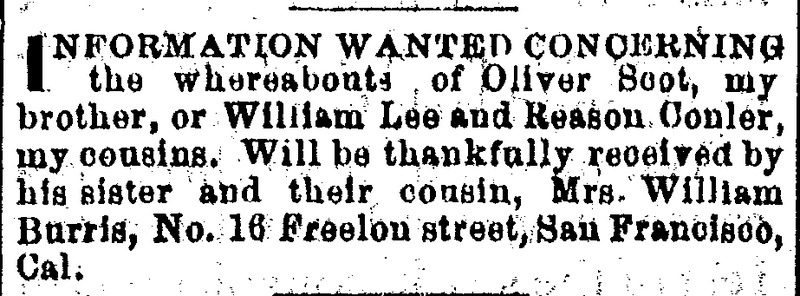 INFORMATION WANTED CONCERNING
the whereabouts of Oliver Scot, my
brother, or William Lee and Reason Conler,
my cousins. Will be thankfully received by
his sister and their cousin, Mrs. William
Burris, No. 16 Freelon street, San Francisco,
Cal.